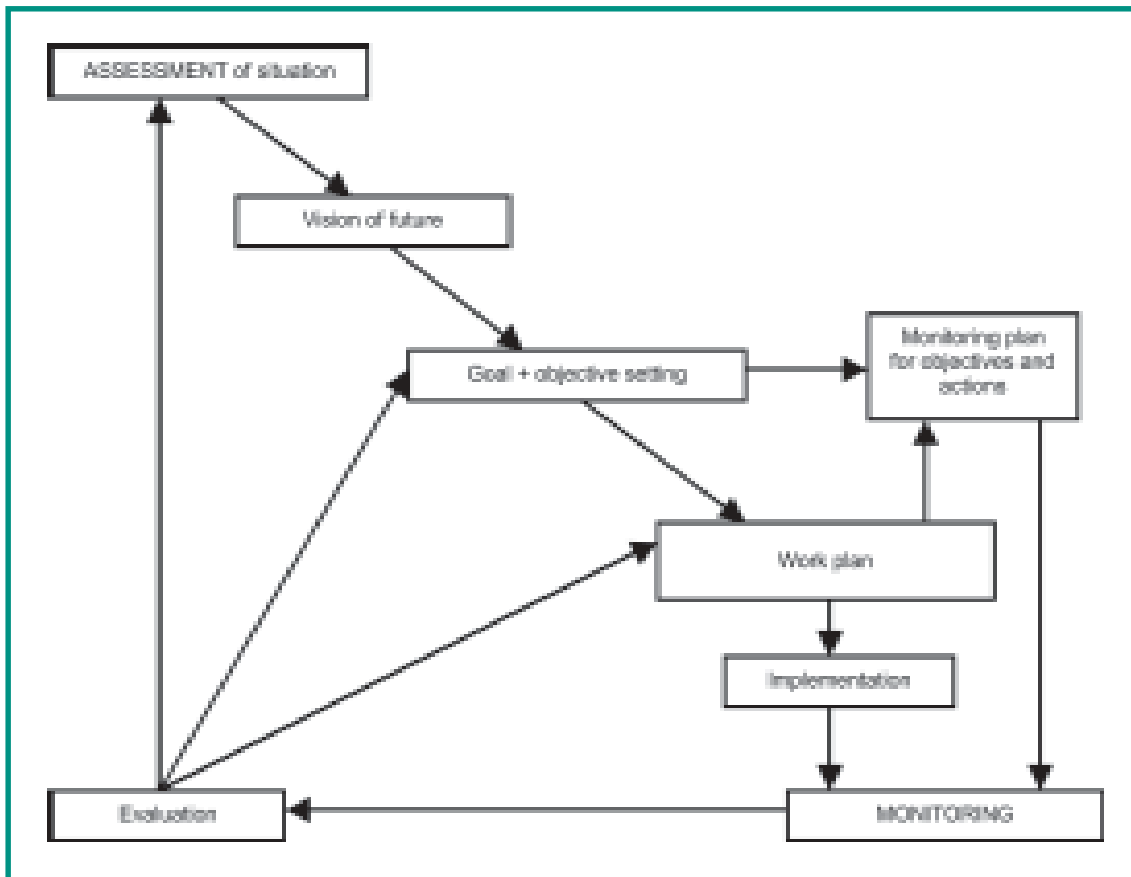 ASSESSMENT of situation
Vision of future
Goal + objective setting
Monitoring plan
for objectives and
actions
Work plan
Implementation
Evaluation
MONITORING